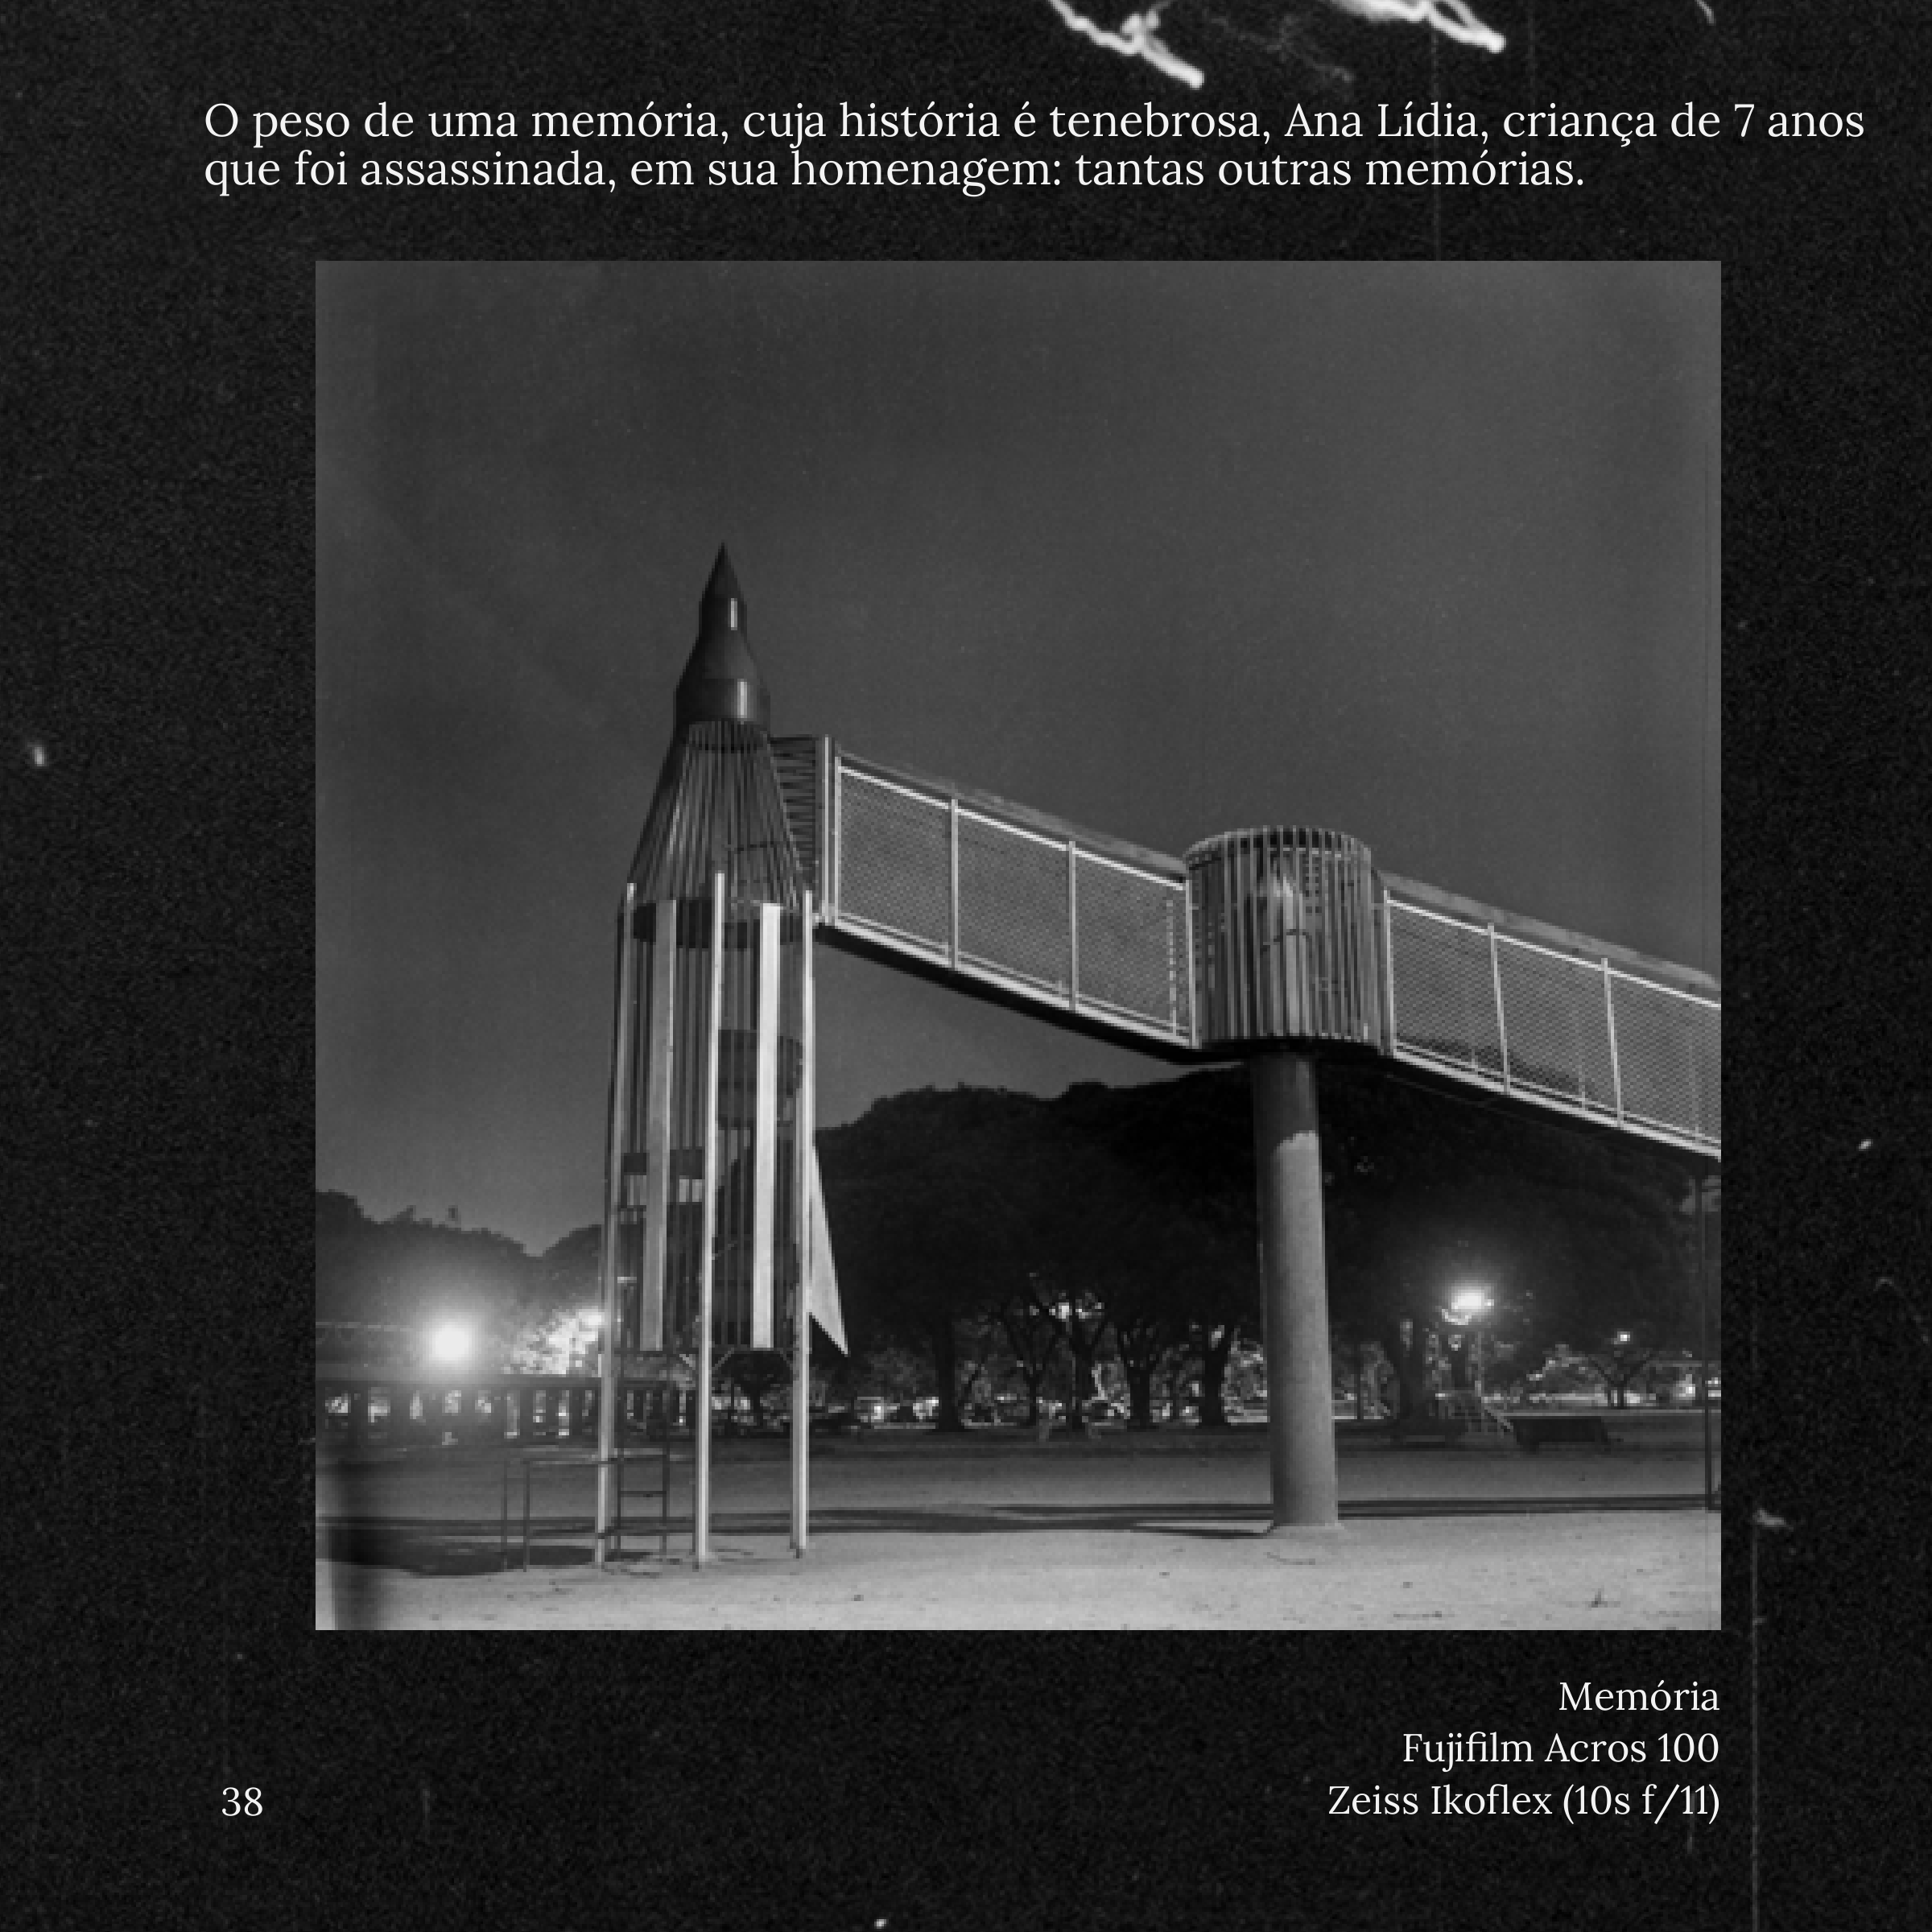 O peso de uma memória, cuja história é tenebrosa, Ana Lídia, criança de 7 anos
que foi assassinada, em sua homenagem: tantas outras memórias.
Memória
Fujifilm Acros 100
Zeiss Ikoflex (10s f/11)
38